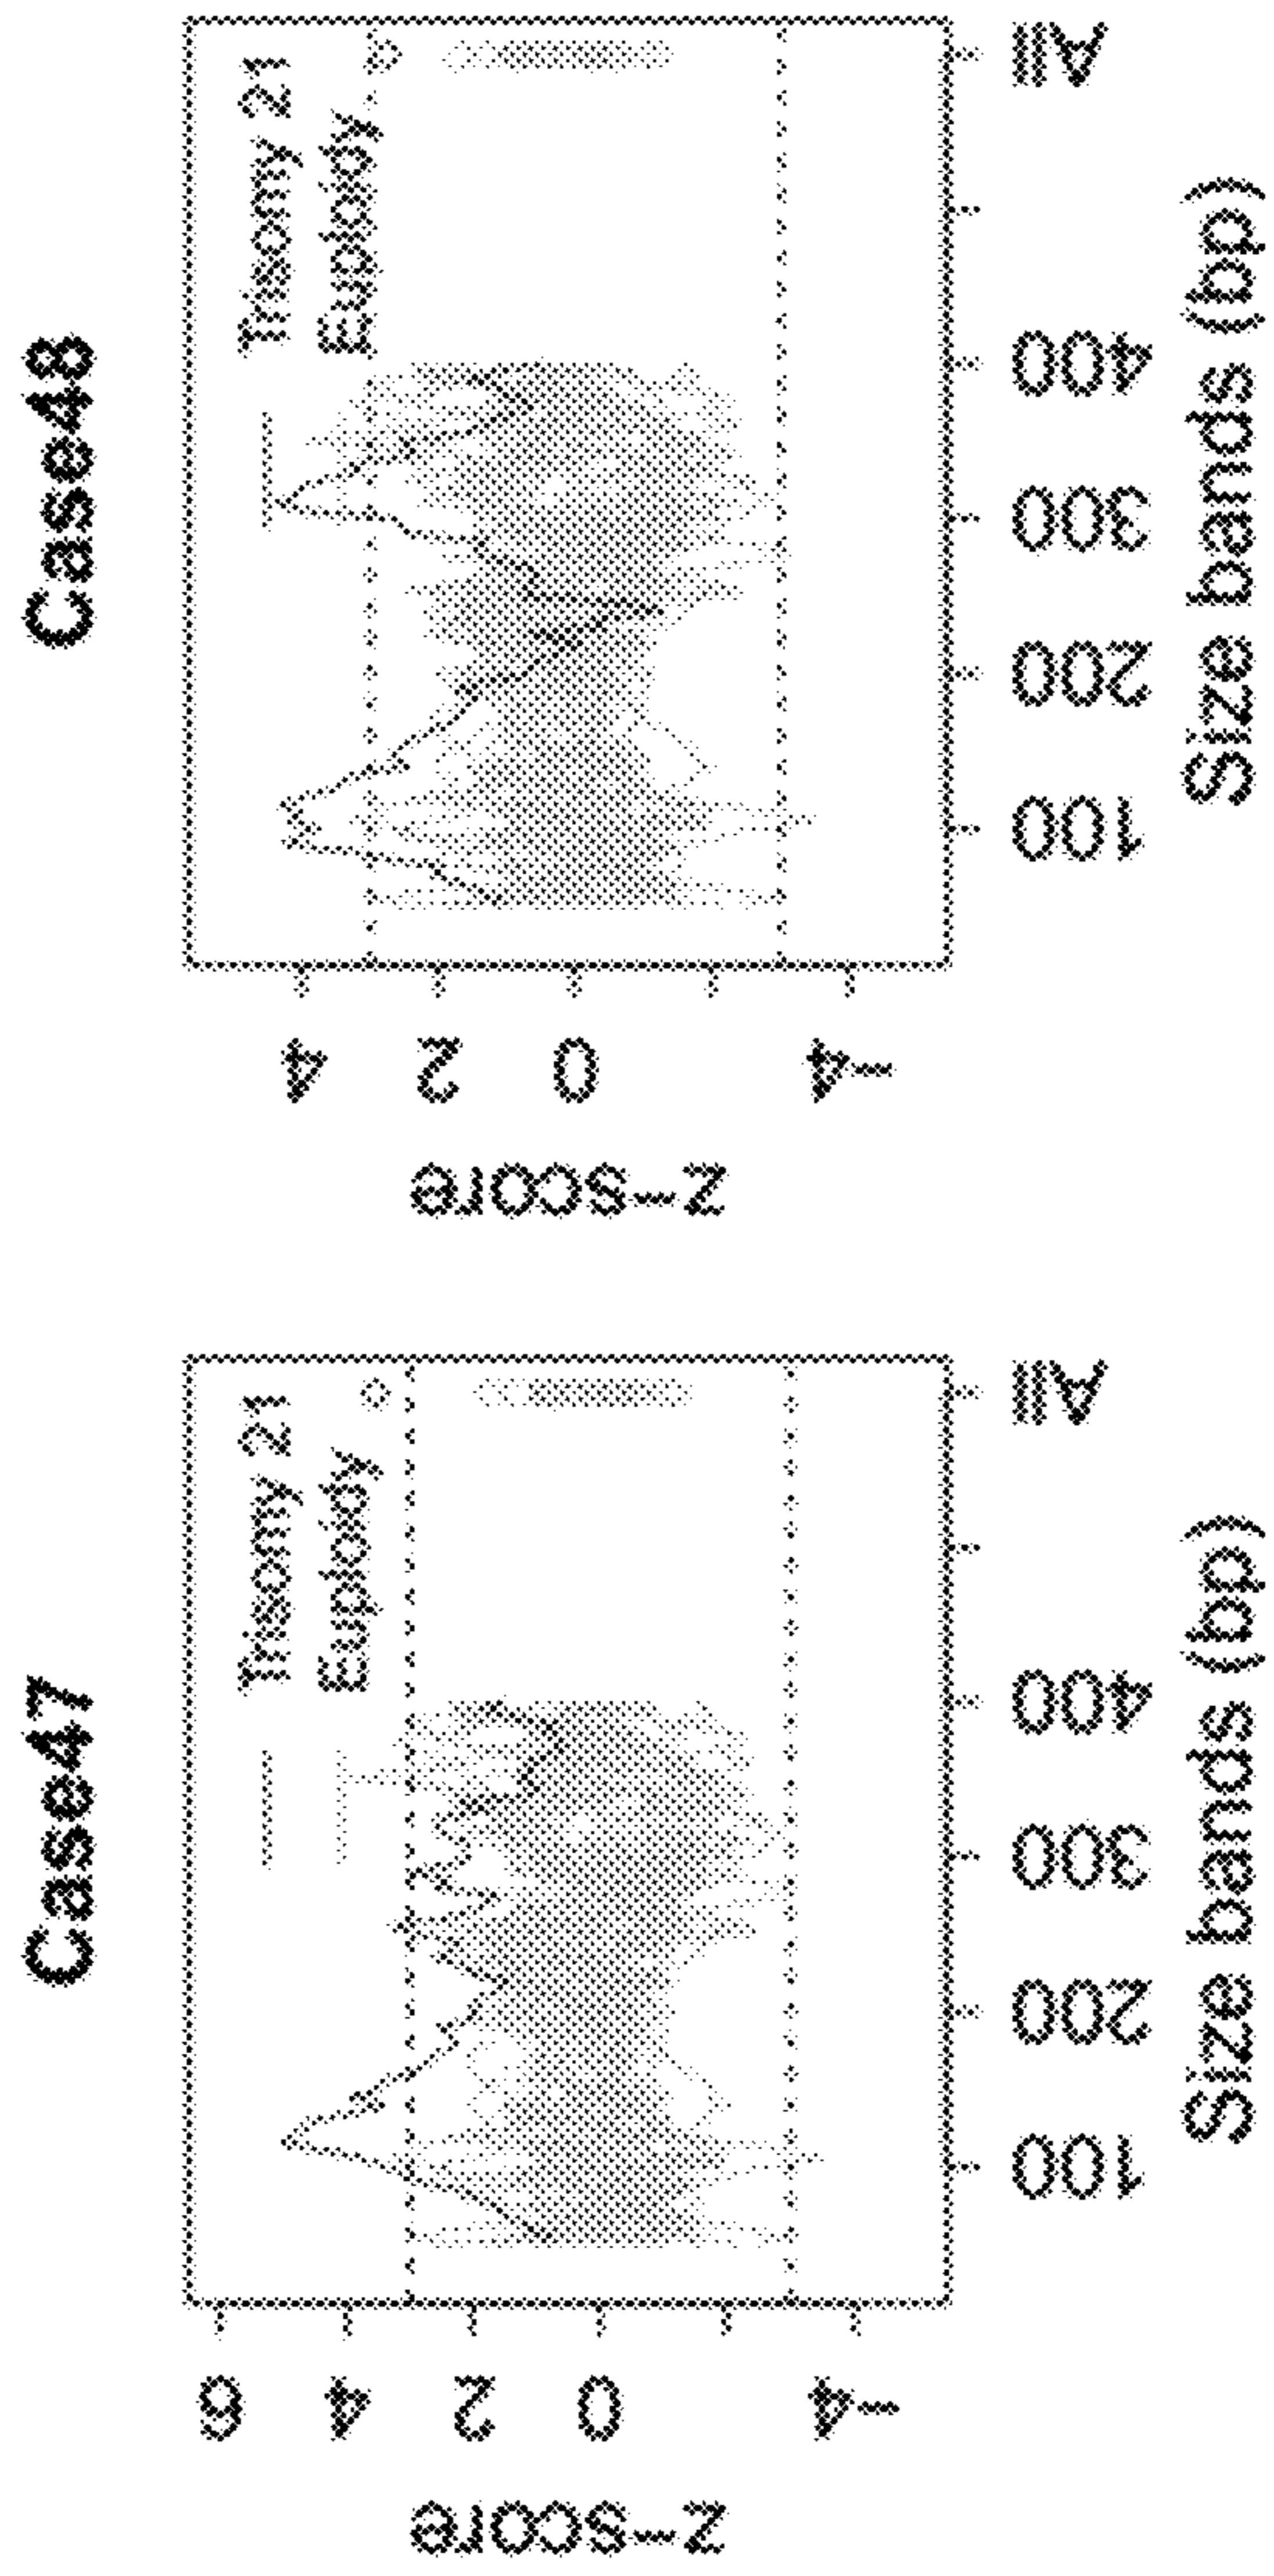 Case47
Trisomy 21
Euploidy
z-score
6
4
2
0
-4
100
200
300
400
All
Size bands (bp)
Case48
Trisomy 21
Euploidy
z-score
4
2
0
-4
100
200
300
400
All
Size bands (bp)